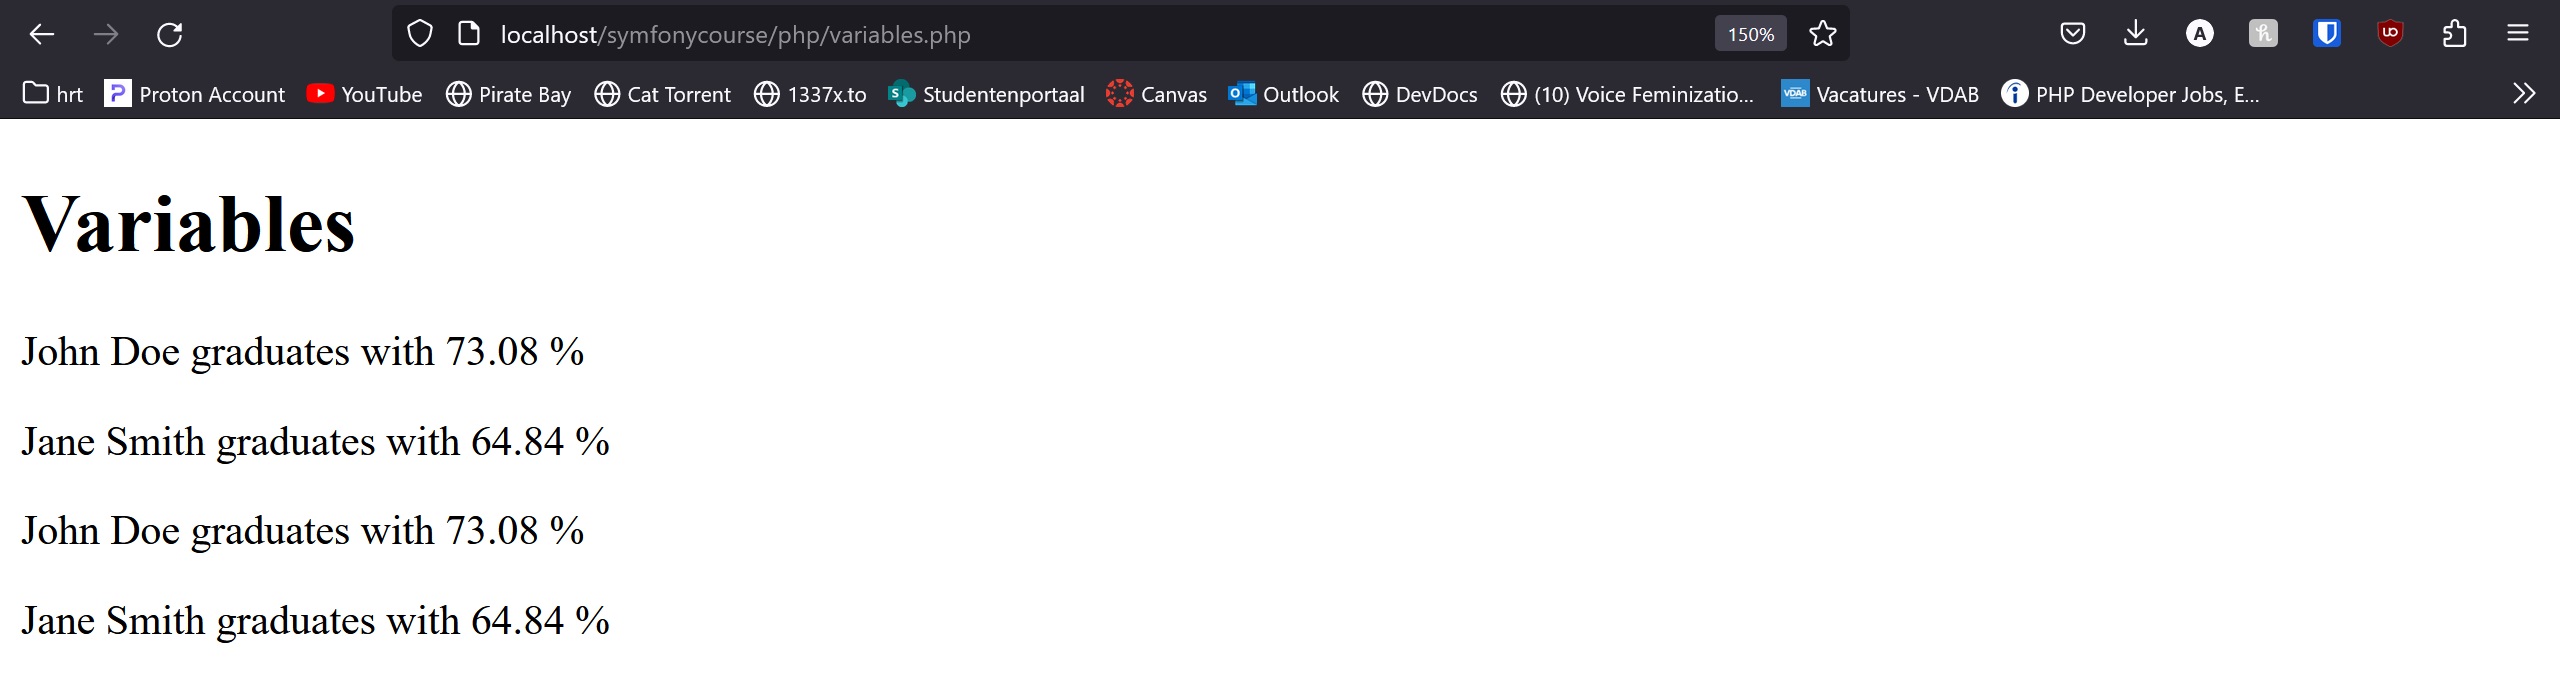 localhost/symfonycourse/php/variables.php 150%
hrt Proton Account YouTube Pirate Bay Cat Torrent 1337x.to Studentenportaal Canvas Outlook DevDocs (10) Voice Feminizatio... Vacatures - VDAB PHP Developer Jobs, E...
Variables
John Doe graduates with 73.08 %
Jane Smith graduates with 64.84 %
John Doe graduates with 73.08 %
Jane Smith graduates with 64.84 %